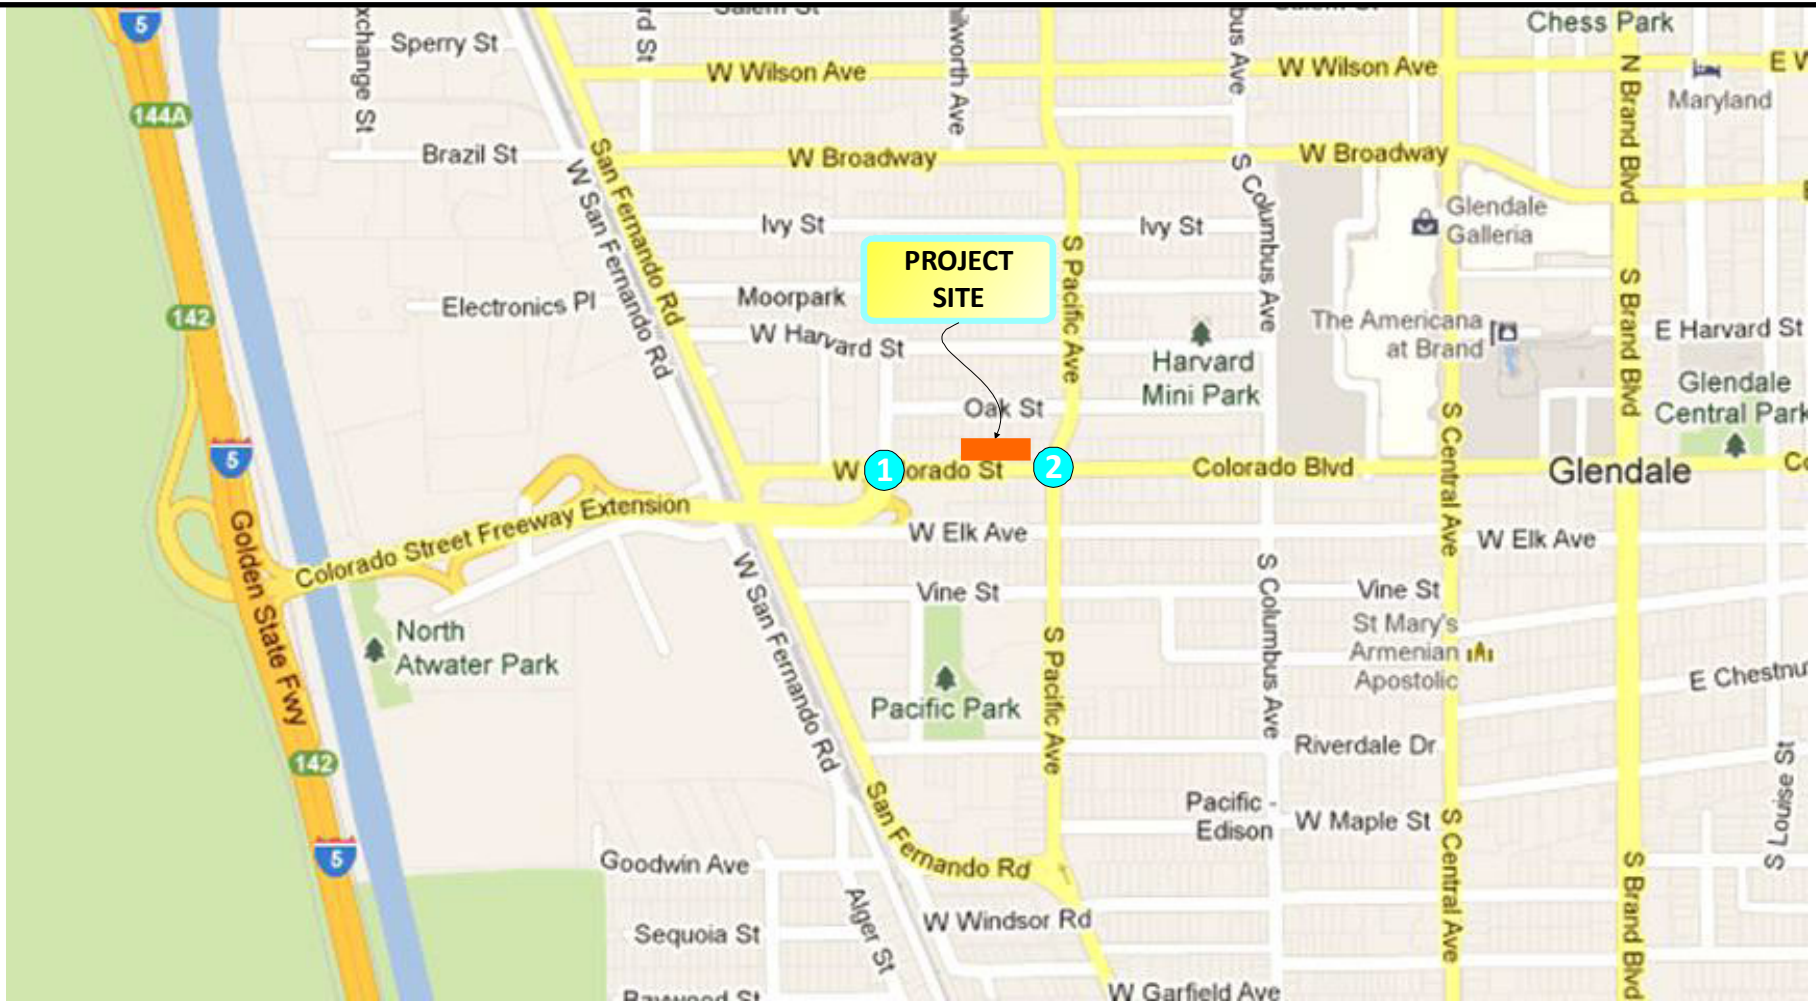 5
Salem St
Chess Park
Sperry St
W Wilson Ave
W Wilson Ave
Maryland
144A
Brazil St
W Broadway
W Broadway
N Brand Blvd
San Fernando Rd
W San Fernando Rd
S Columbus Ave
Ivy St
Ivy St
Glendale
Galleria
PROJECT
SITE
S Pacific Ave
S Brand Blvd
Electronics Pl
Moorpark
142
W Harvard St
The Americana
at Brand
E Harvard St
Harvard
Mini Park
Glendale
Central Park
Oak St
S Central Ave
5
1
2
Colorado Blvd
Glendale
Colorado Street Freeway Extension
W Elk Ave
W Elk Ave
Golden State Fwy
W San Fernando Rd
S Columbus Ave
Vine St
Vine St
North
Atwater Park
S Pacific Ave
St Mary's
Armenian
Apostolic
Pacific Park
Riverdale Dr
142
San Fernando Rd
Pacific -
Edison
W Maple St
S Central Ave
S Louise St
5
Goodwin Ave
Alger St
W Windsor Rd
S Brand Blvd
Sequoia St
W Garfield Ave